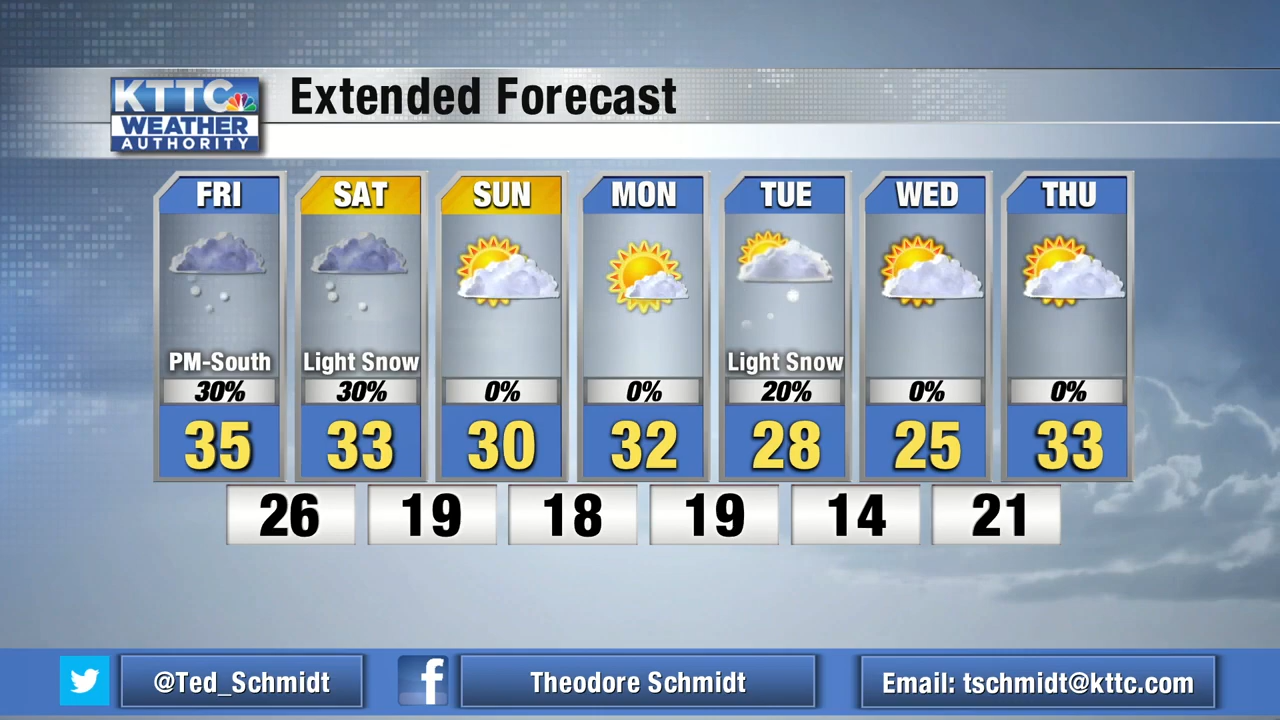 KTTC
WEATHER
AUTHORITY
Extended Forecast
FRI SAT SUN MON TUE WED THU
PM-South Light Snow Light Snow
30% 30% 0% 0% 20% 0% 0%
35 33 30 32 28 25 33
26 19 18 19 14 21
@Ted_Schmidt Theodore Schmidt Email: tschmidt@kttc.com